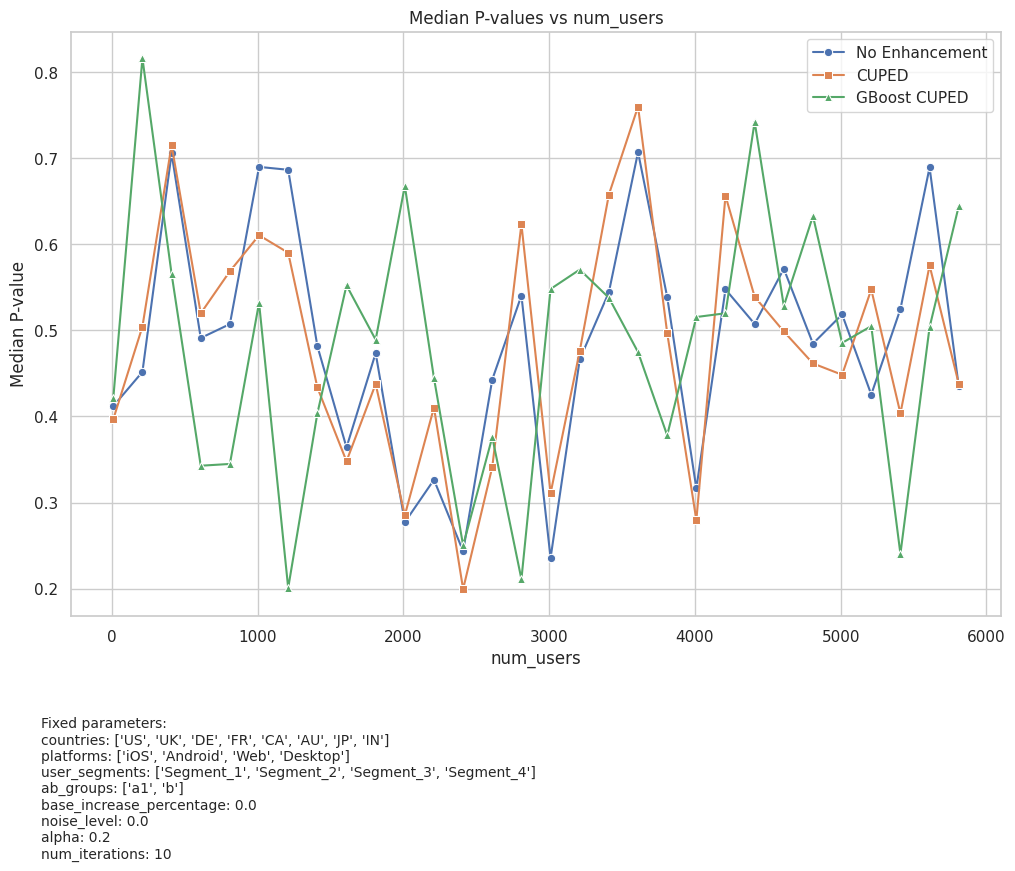 Median P-values vs num_users
No Enhancement
CUPED
GBoost CUPED
Median P-value
0.8
0.7
0.6
0.5
0.4
0.3
0.2
0 1000 2000 3000 4000 5000 6000
num_users
Fixed parameters:
countries: ['US', 'UK', 'DE', 'FR', 'CA', 'AU', 'JP', 'IN']
platforms: ['iOS', 'Android', 'Web', 'Desktop']
user_segments: ['Segment_1', 'Segment_2', 'Segment_3', 'Segment_4']
ab_groups: ['a1', 'b']
base_increase_percentage: 0.0
noise_level: 0.0
alpha: 0.2
num_iterations: 10